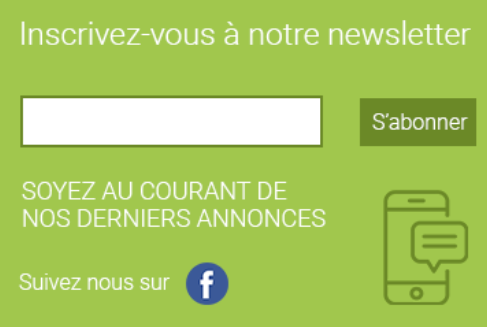 Inscrivez-vous à notre newsletter
S'abonner
SOYEZ AU COURANT DE
NOS DERNIERS ANNONCES
Suivez nous sur f